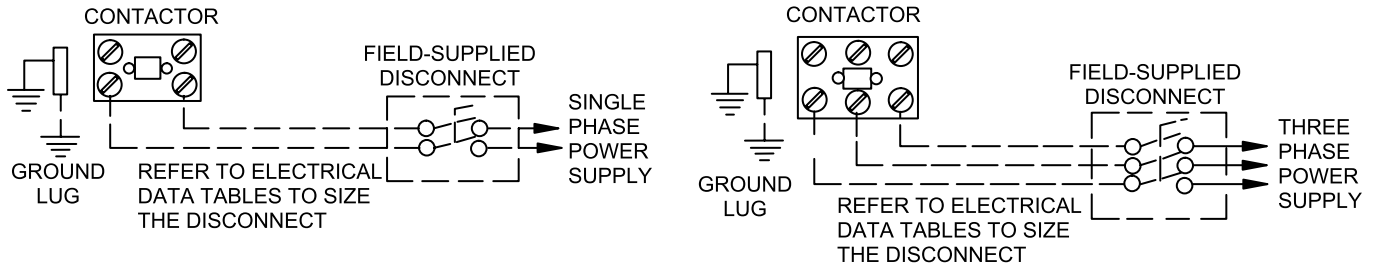 CONTACTOR
FIELD-SUPPLIED
DISCONNECT
SINGLE
PHASE
POWER
SUPPLY
GROUND
LUG
REFER TO ELECTRICAL
DATA TABLES TO SIZE
THE DISCONNECT
CONTACTOR
FIELD-SUPPLIED
DISCONNECT
THREE
PHASE
POWER
SUPPLY
GROUND
LUG
REFER TO ELECTRICAL
DATA TABLES TO SIZE
THE DISCONNECT